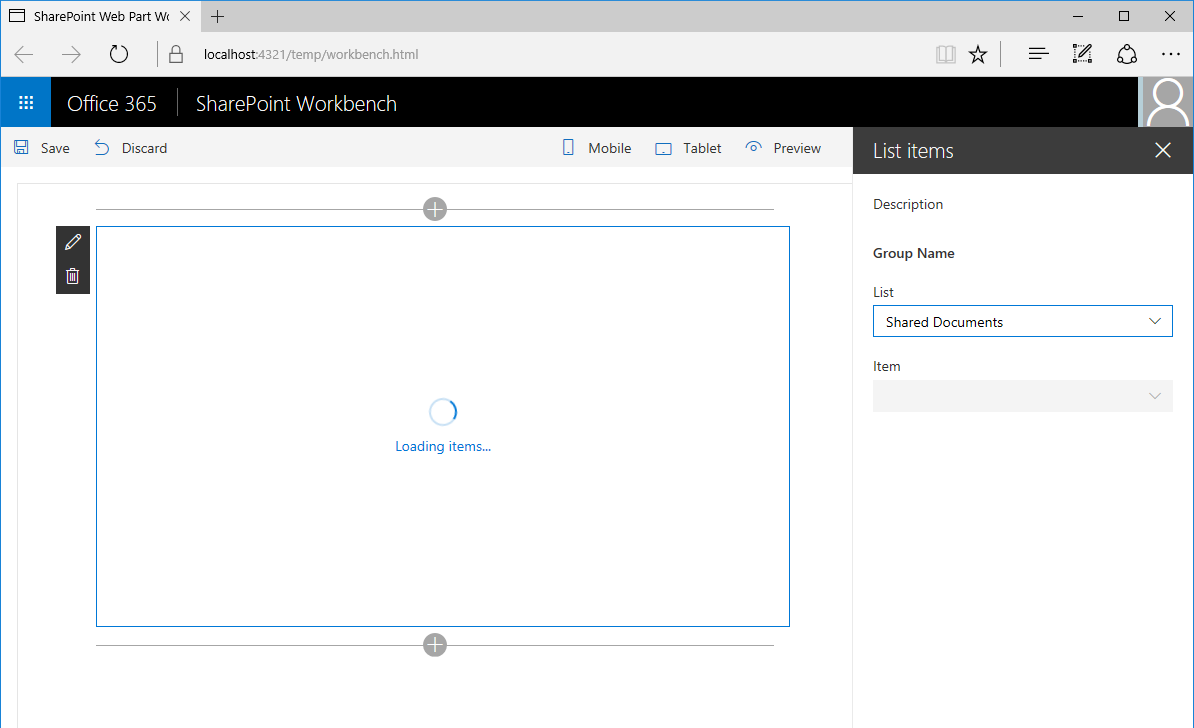 SharePoint Web Part Wo
localhost:4321/temp/workbench.html
Office 365
SharePoint Workbench
Save
Discard
Mobile
Tablet
Preview
List items
Description
Group Name
List
Shared Documents
Item
Loading items...